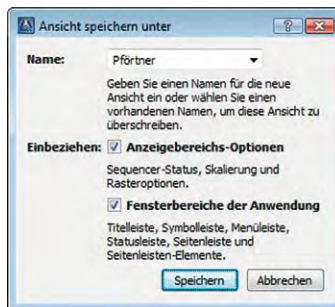 Ansicht speichern unter
Name: Pförtner
Geben Sie einen Namen für die neue
Ansicht ein oder wählen Sie einen
vorhandenen Namen, um diese Ansicht zu
überschreiben.
Einbeziehen: Anzeigebereichs-Optionen
Sequencer-Status, Skalierung und
Rasteroptionen.
Fensterbereiche der Anwendung
Titelleiste, Symbolleiste, Menüleiste,
Statusleiste, Seitenleiste und
Seitenleisten-Elemente.
Speichern Abbrechen